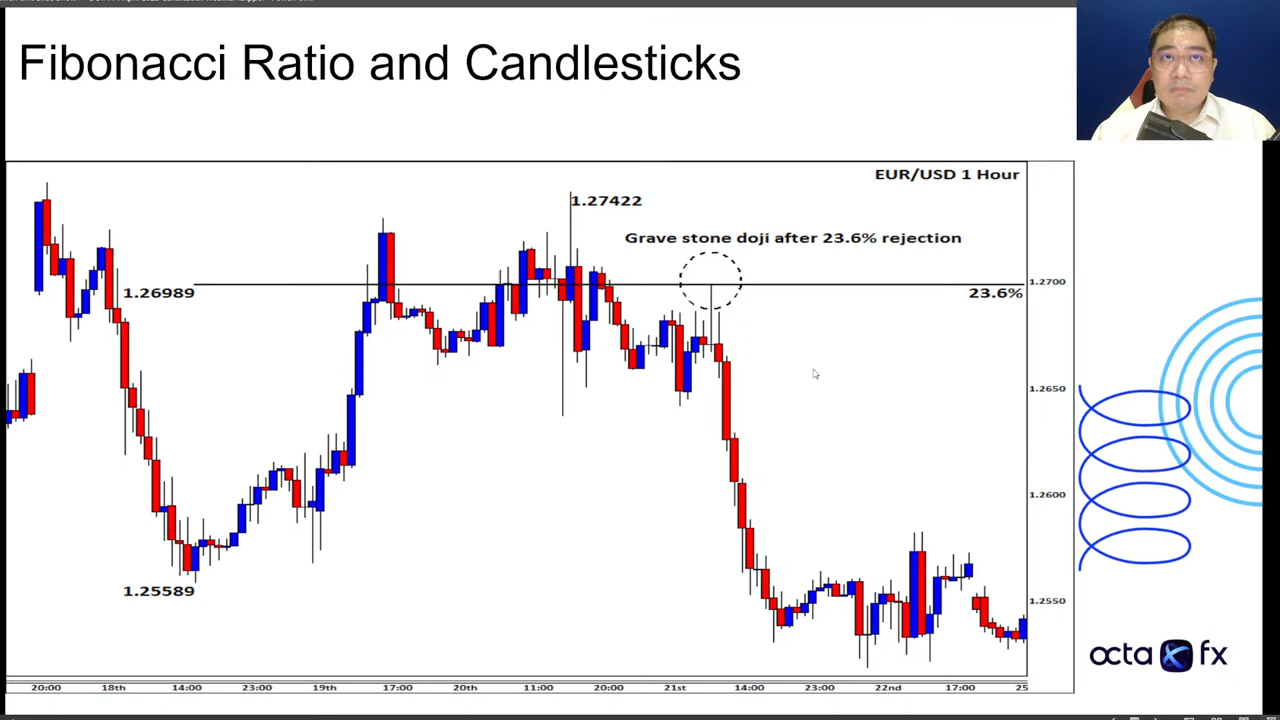 Fibonacci Ratio and Candlesticks
EUR/USD 1 Hour
1.27422
Grave stone doji after 23.6% rejection
1.26989
23.6%
1.25589
1.2700
1.2650
1.2600
1.2550
20:00 18th 14:00 23:00 19th 17:00 20th 11:00 20:00 21st 14:00 23:00 22nd 17:00 25
octa fx